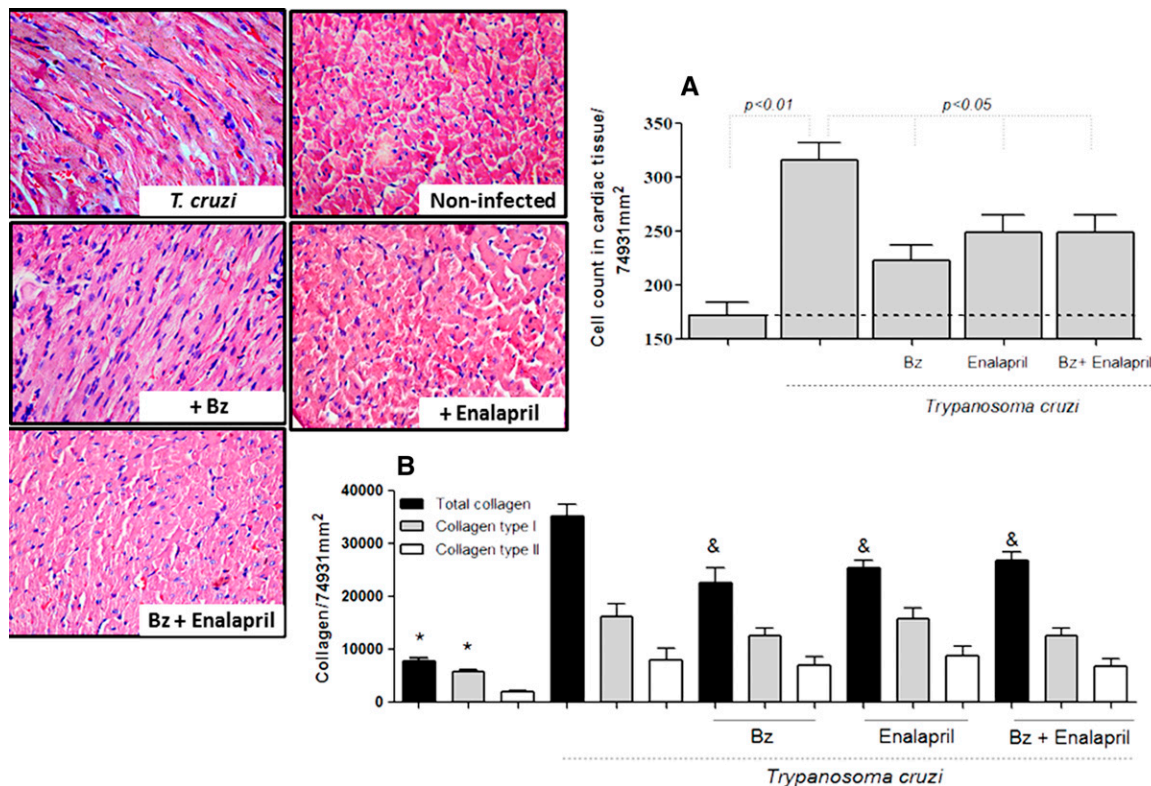 T. cruzi
Non-infected
+ Bz
+ Enalapril
Bz + Enalapril
A
p<0.01
p<0.05
Cell count in cardiac tissue/
74931mm²
350
300
250
200
150
Bz
Enalapril
Bz+ Enalapril
Trypanosoma cruzi
B
Collagen/74931mm²
40000
30000
20000
10000
0
Total collagen
Collagen type I
Collagen type II
* *
& & &
Bz
Enalapril
Bz + Enalapril
Trypanosoma cruzi